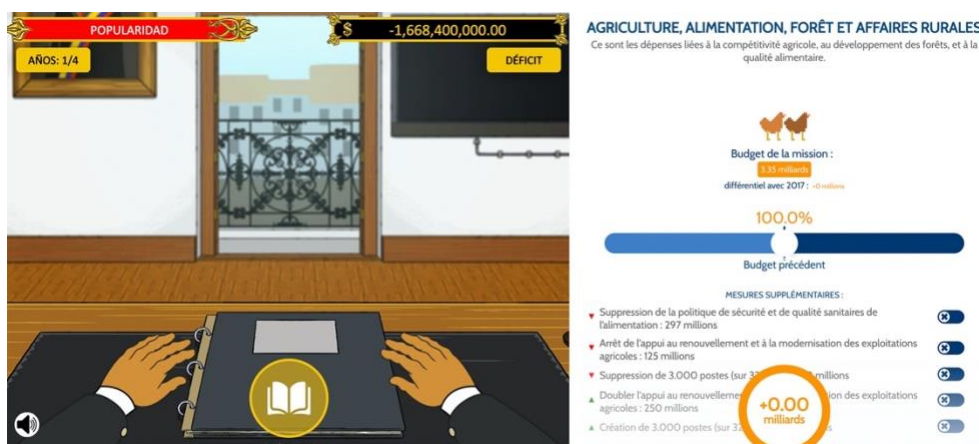 POPULARIDAD
$ -1,668,400,000.00
AÑOS: 1/4
DÉFICIT
AGRICULTURE, ALIMENTATION, FORÊT ET AFFAIRES RURALES
Ce sont les dépenses liées à la compétitivité agricole, au développement des forêts, et à la
qualité alimentaire.
Budget de la mission :
3.35 milliards
différentiel avec 2017 : +0 millions
100.0%
Budget précédent
MESURES SUPPLÉMENTAIRES :
Suppression de la politique de sécurité et de qualité sanitaires de
l'alimentation : 297 millions
Arrêt de l'appui au renouvellement et à la modernisation des exploitations
agricoles : 125 millions
Suppression de 3.000 postes (sur millions
Doubler l'appui au renouvellement ion des exploitations
agricoles : 250 millions
Création de 3.000 postes (sur
+0.00
milliards